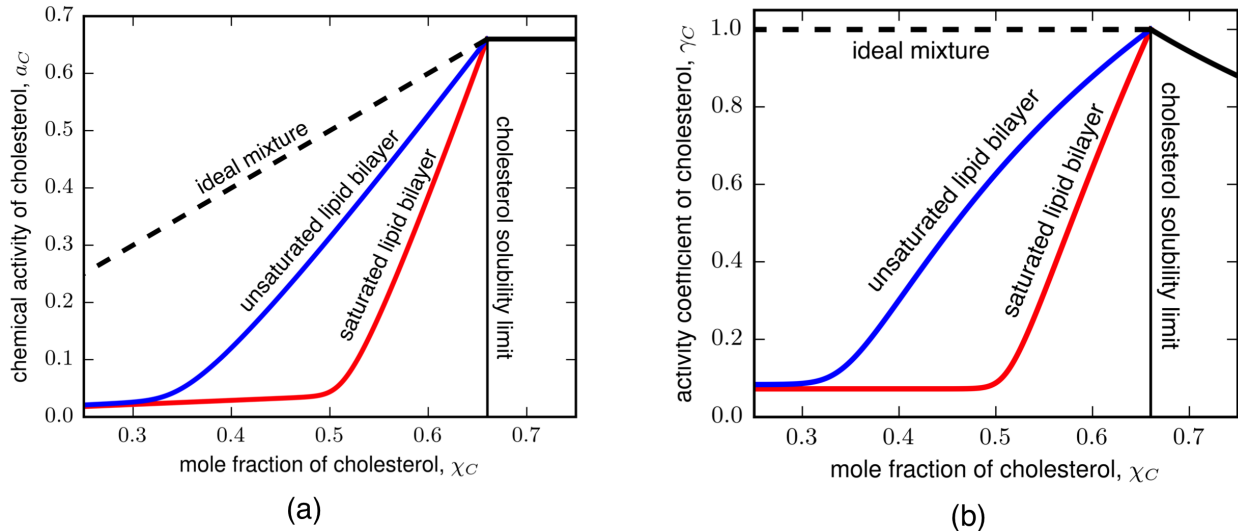 0.7
0.6
0.5
0.4
0.3
0.2
0.1
0.0
chemical activity of cholesterol, a_C
ideal mixture
unsaturated lipid bilayer
saturated lipid bilayer
cholesterol solubility limit
0.3 0.4 0.5 0.6 0.7
mole fraction of cholesterol, χ_C
(a)
1.0
0.8
0.6
0.4
0.2
0.0
activity coefficient of cholesterol, γ_C
ideal mixture
unsaturated lipid bilayer
saturated lipid bilayer
cholesterol solubility limit
0.3 0.4 0.5 0.6 0.7
mole fraction of cholesterol, χ_C
(b)